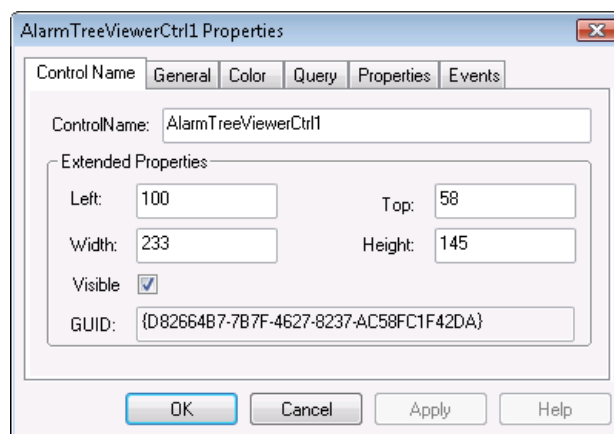 AlarmTreeViewerCtrl1 Properties
Control Name General Color Query Properties Events
ControlName: AlarmTreeViewerCtrl1
Extended Properties
Left: 100 Top: 58
Width: 233 Height: 145
Visible
GUID: {D82664B7-7B7F-4627-8237-AC58FC1F42DA}
OK Cancel Apply Help